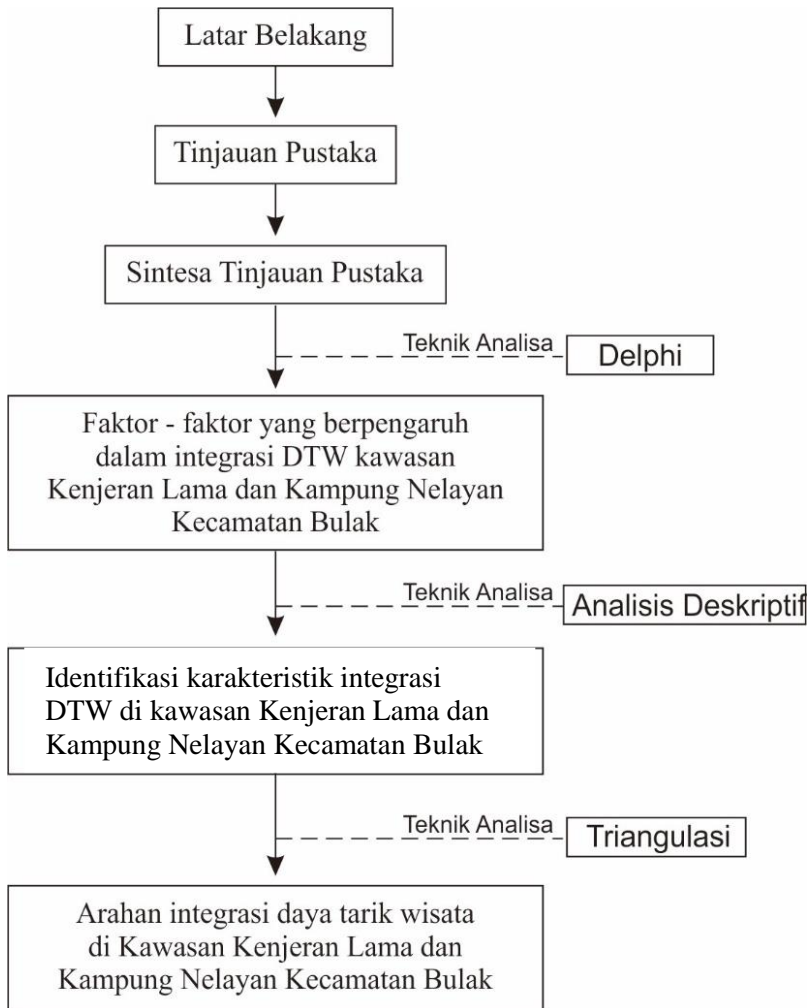 Latar Belakang
Tinjauan Pustaka
Sintesa Tinjauan Pustaka
Teknik Analisa
Delphi
Faktor - faktor yang berpengaruh
dalam integrasi DTW kawasan
Kenjeran Lama dan Kampung Nelayan
Kecamatan Bulak
Teknik Analisa
Analisis Deskriptif
Identifikasi karakteristik integrasi
DTW di kawasan Kenjeran Lama dan
Kampung Nelayan Kecamatan Bulak
Teknik Analisa
Triangulasi
Arahan integrasi daya tarik wisata
di Kawasan Kenjeran Lama dan
Kampung Nelayan Kecamatan Bulak